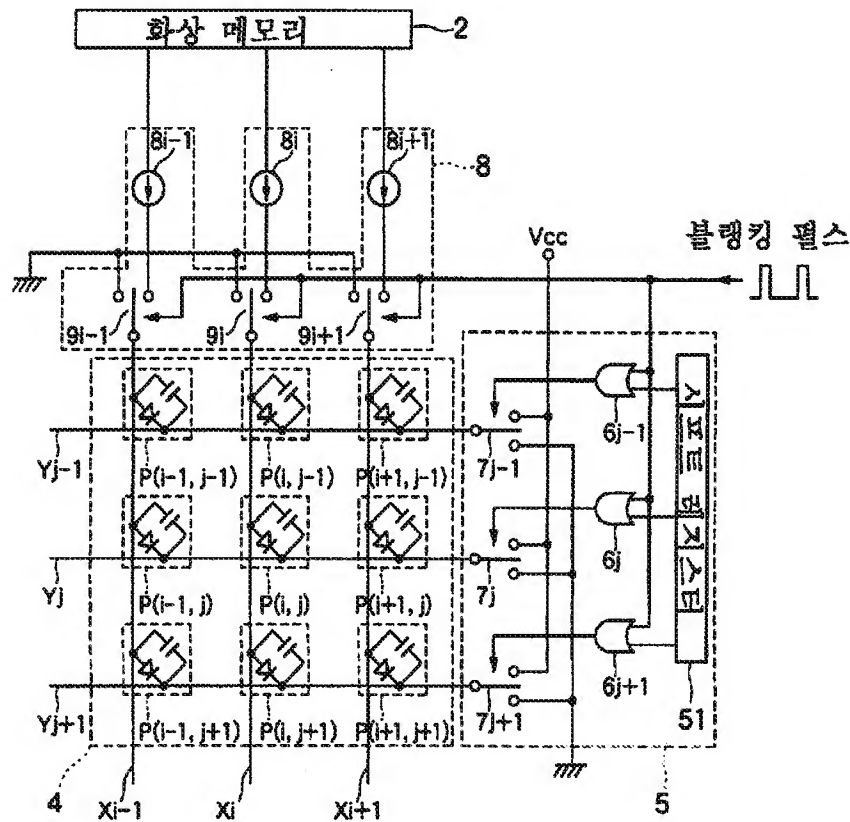 화상 메모리
2
8i-1
8i
8i+1
8
Vcc
블랭킹 펄스
9i-1
9i
9i+1
6j-1
Yj-1
P(i-1, j-1)
P(i, j-1)
P(i+1, j-1)
7j-1
시프트 레지스터
6j
Yj
P(i-1, j)
P(i, j)
P(i+1, j)
7j
6j+1
51
Yj+1
P(i-1, j+1)
P(i, j+1)
P(i+1, j+1)
7j+1
4
Xi-1
Xi
Xi+1
5